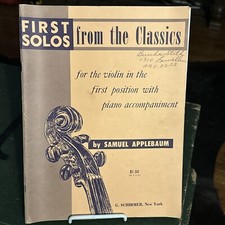 FIRST SOLOS from the Classics
for the violin in the
first position with
piano accompaniment
by SAMUEL APPLEBAUM
G. SCHIRMER, New York